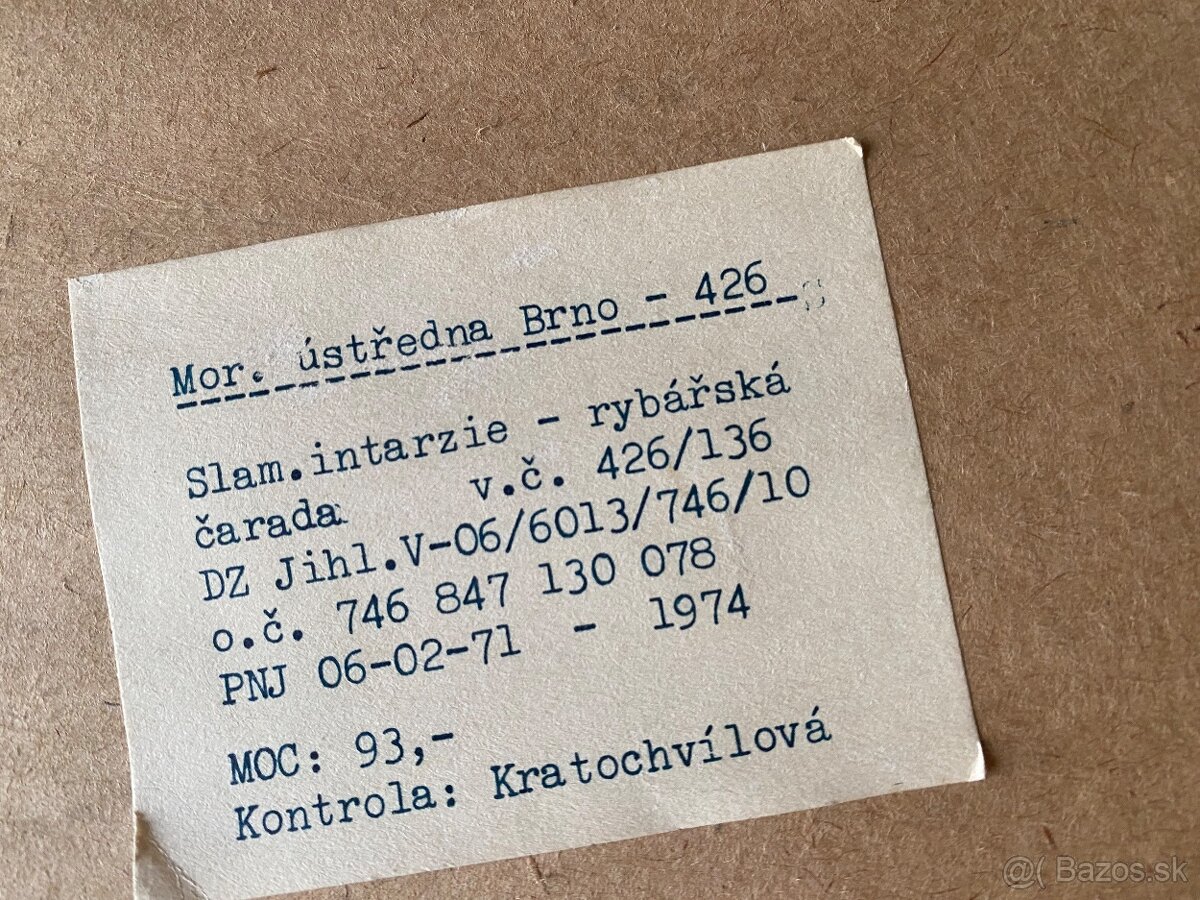 Mor. ústředna Brno - 426
Slam.intarzie - rybářská
čarada v.č. 426/136
DZ Jihl.V-06/6013/746/10
o.č. 746 847 130 078
PNJ 06-02-71 - 1974
MOC: 93,-
Kontrola: Kratochvílová
@( Bazos.sk